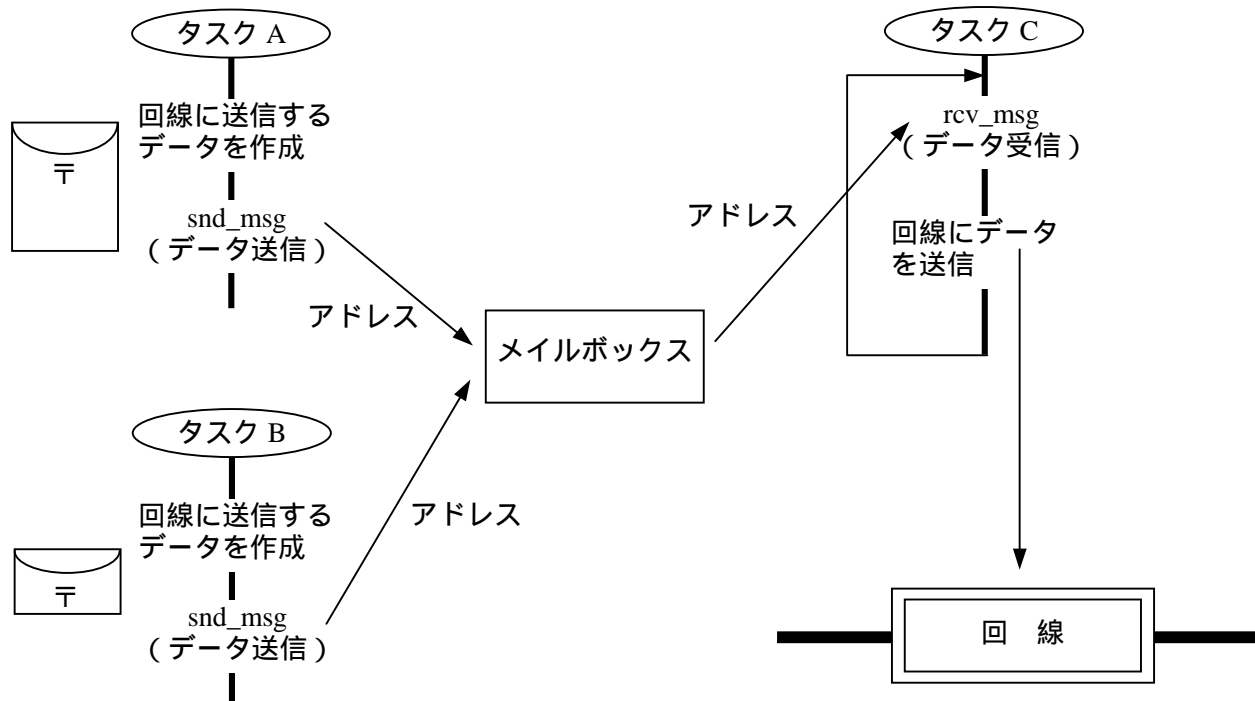 タスク A
回線に送信する
データを作成
〒
snd_msg
(データ送信)
アドレス
メイルボックス
タスク B
回線に送信する
データを作成
〒
snd_msg
(データ送信)
アドレス
タスク C
rcv_msg
(データ受信)
アドレス
回線にデータ
を送信
回 線